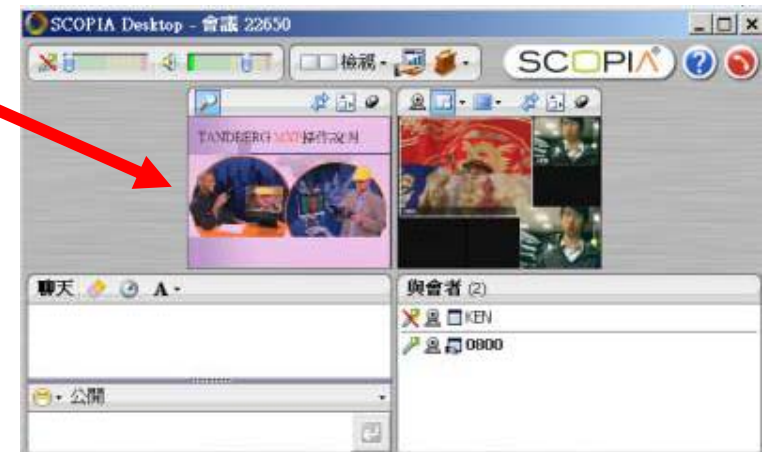 SCOPIA Desktop - 會議 22650
檢視
SCOPIA
TANDBERG MXP操作說明
聊天 A
與會者 (2)
KEN
0800
公開